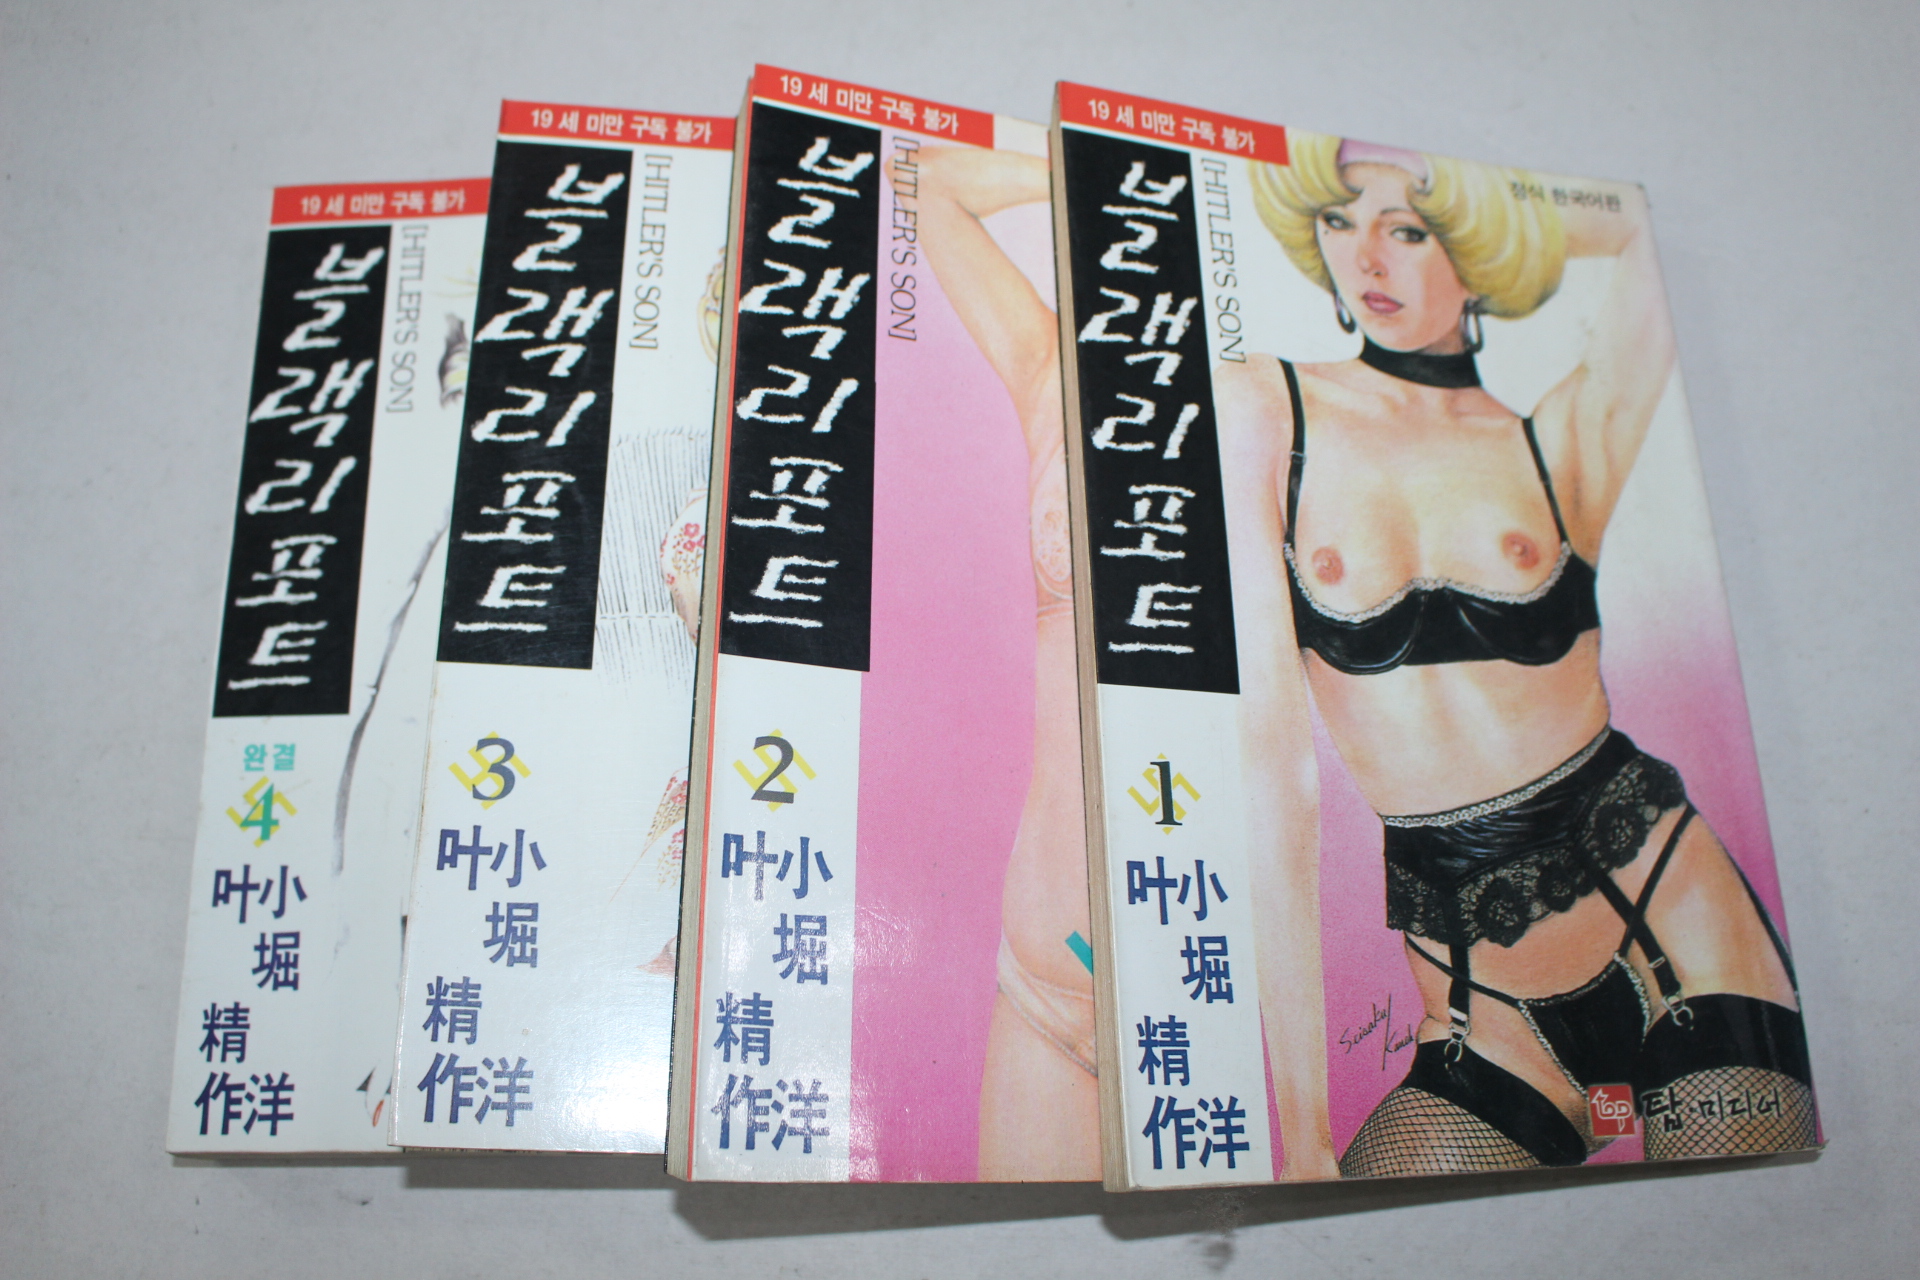 19 세 미만 구독 불가
블랙리포트
[HITLER'S SON]
완결
4
叶精作
小堀洋
19 세 미만 구독 불가
블랙리포트
[HITLER'S SON]
3
叶精作
小堀洋
19 세 미만 구독 불가
블랙리포트
[HITLER'S SON]
2
叶精作
小堀洋
19 세 미만 구독 불가
블랙리포트
[HITLER'S SON]
정식 한국어판
1
叶精作
小堀洋
Seisaku
탑·미디어